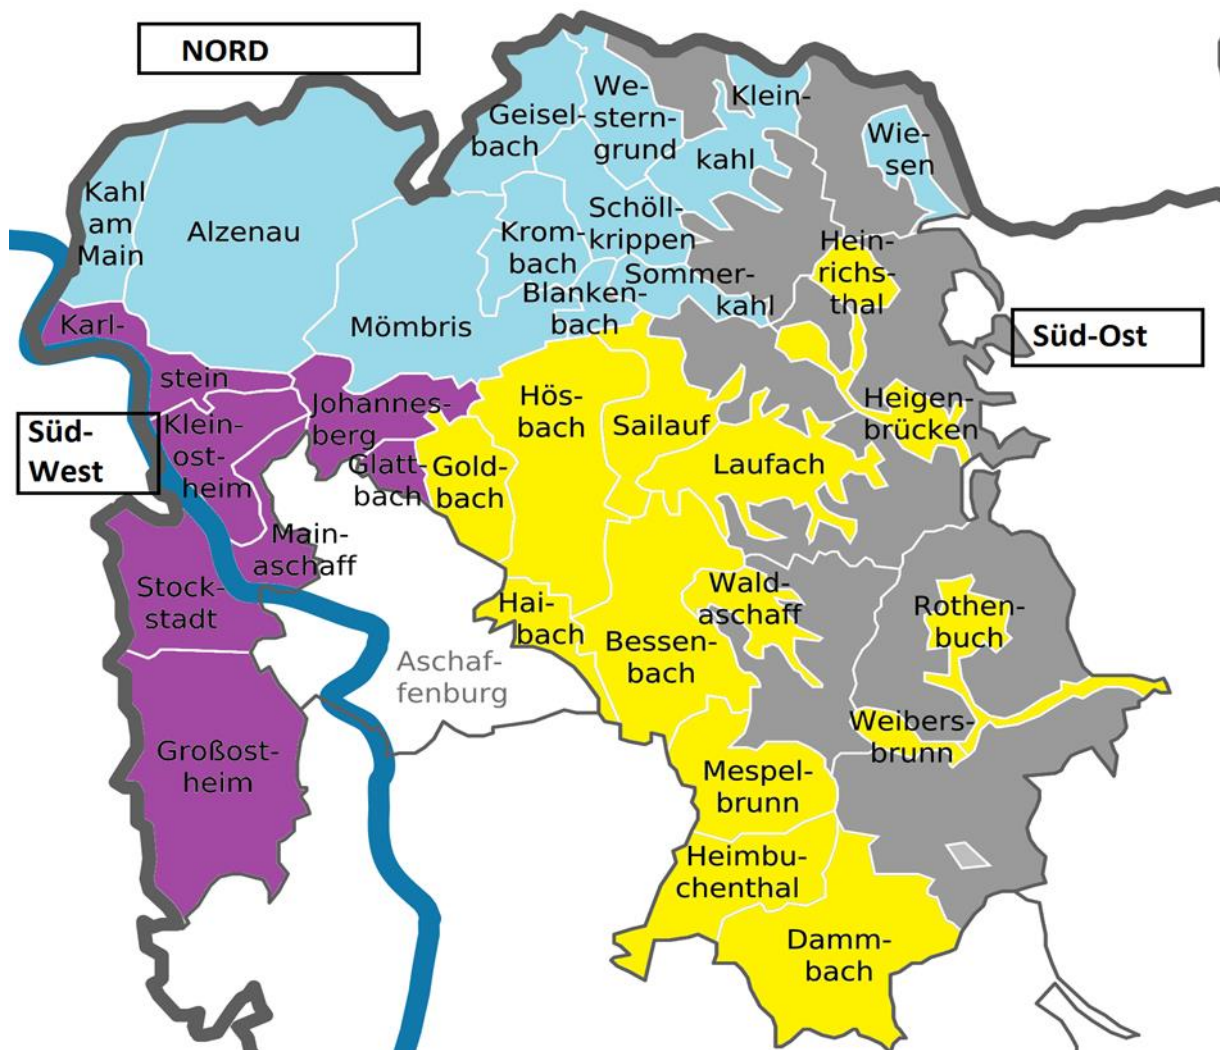 NORD
Kahl
am
Main
Alzenau
Geisel-
bach
We-
stern-
grund
Klein-
kahl
Wie-
sen
Mömbris
Krom-
bach
Schöll-
krippen
Blanken-
bach
Sommer-
kahl
Hein-
richs-
thal
Süd-Ost
Karl-
stein
Süd-
West
Klein-
ost-
heim
Johannes-
berg
Glatt-
bach
Gold-
bach
Hös-
bach
Sailauf
Laufach
Heigen-
brücken
Main-
aschaff
Stock-
stadt
Hai-
bach
Bessen-
bach
Wald-
aschaff
Rothen-
buch
Aschaf-
fenburg
Weibers-
brunn
Großost-
heim
Mespel-
brunn
Heimbu-
chenthal
Damm-
bach